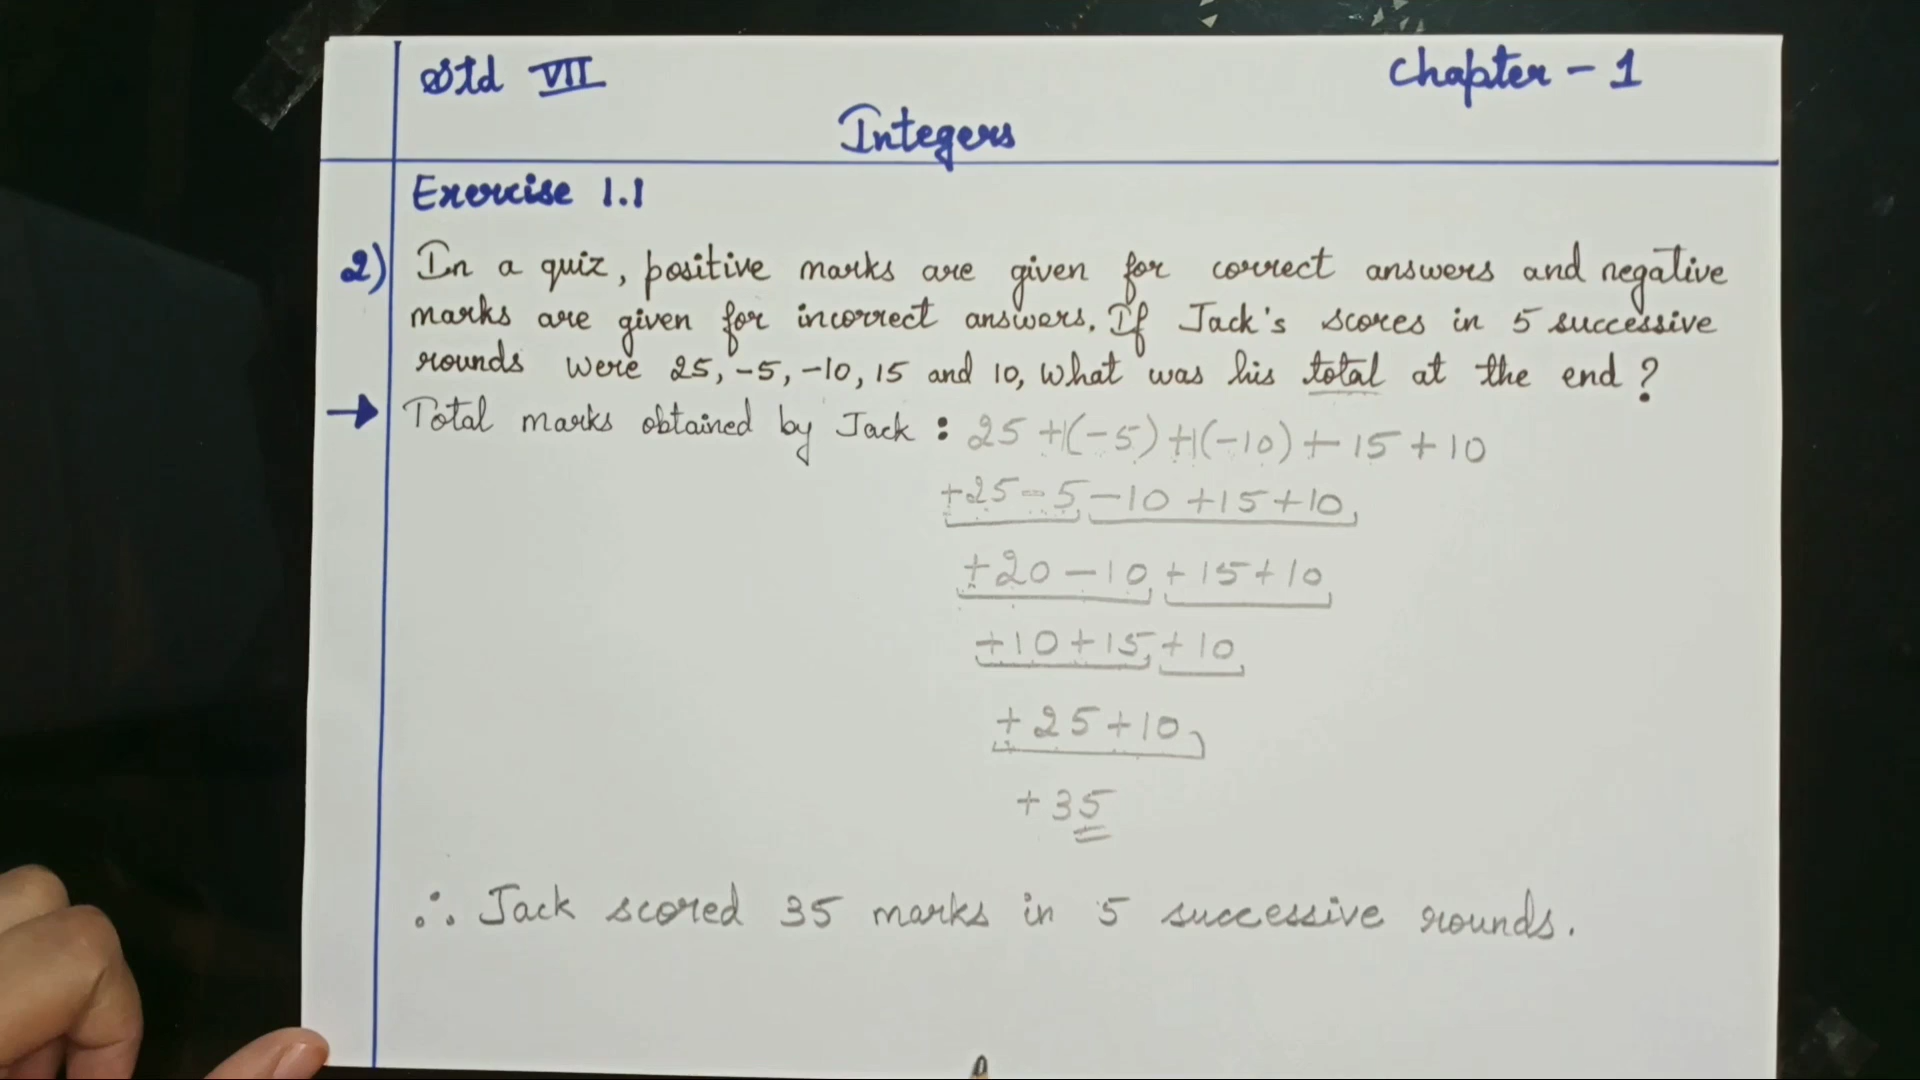 Std VII
Chapter - 1
Integers
Exercise 1.1
2) In a quiz, positive marks are given for correct answers and negative
marks are given for incorrect answers. If Jack's scores in 5 successive
rounds were 25, -5, -10, 15 and 10, what was his total at the end?
→ Total marks obtained by Jack : 25 + (-5) + (-10) + 15 + 10
+25 - 5 - 10 + 15 + 10
+20 - 10 + 15 + 10
+10 + 15 + 10
+25 + 10
+35
∴ Jack scored 35 marks in 5 successive rounds.